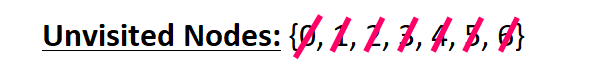 Unvisited Nodes: {0, 1, 2, 3, 4, 5, 6}